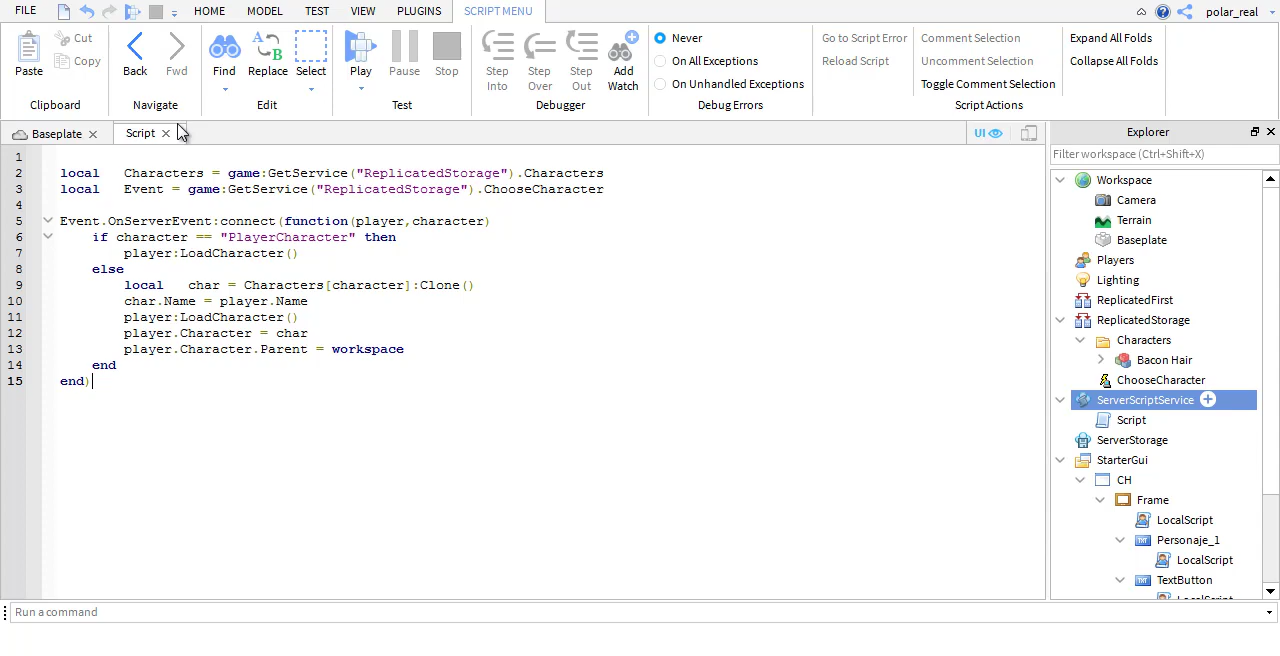 FILE HOME MODEL TEST VIEW PLUGINS SCRIPT MENU polar_real
Paste Cut Copy Back Fwd Find Replace Select Play Pause Stop Step Into Step Over Step Out Add Watch
Never
On All Exceptions
On Unhandled Exceptions
Go to Script Error
Reload Script
Comment Selection
Uncomment Selection
Toggle Comment Selection
Expand All Folds
Collapse All Folds
Clipboard Navigate Edit Test Debugger Debug Errors Script Actions
Baseplate Script UI Explorer
Filter workspace (Ctrl+Shift+X)
1
2 local Characters = game:GetService("ReplicatedStorage").Characters
3 local Event = game:GetService("ReplicatedStorage").ChooseCharacter
4
5 Event.OnServerEvent:connect(function(player,character)
6 if character == "PlayerCharacter" then
7 player:LoadCharacter()
8 else
9 local char = Characters[character]:Clone()
10 char.Name = player.Name
11 player:LoadCharacter()
12 player.Character = char
13 player.Character.Parent = workspace
14 end
15 end)
Workspace
Camera
Terrain
Baseplate
Players
Lighting
ReplicatedFirst
ReplicatedStorage
Characters
Bacon Hair
ChooseCharacter
ServerScriptService
Script
ServerStorage
StarterGui
CH
Frame
LocalScript
Personaje_1
TXT
LocalScript
TextButton
TXT
LocalScript
Run a command